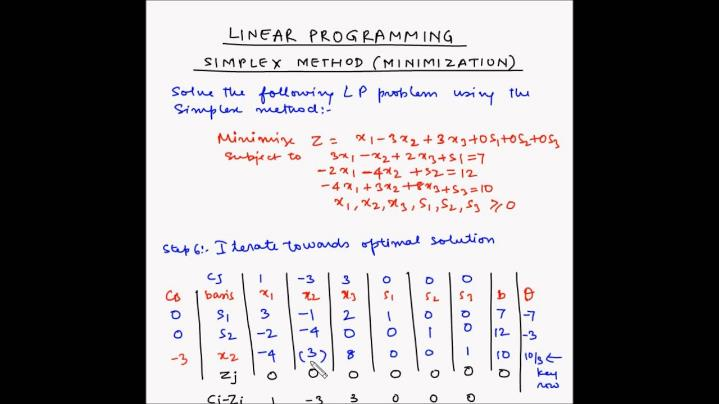 LINEAR PROGRAMMING
SIMPLEX METHOD (MINIMIZATION)
Solve the following LP problem using the
Simplex method:-
Minimize Z = x1-3x2+3x3+0S1+0S2+0S3
Subject to 3x1-x2+2x3+S1=7
-2x1-4x2+S2=12
-4x1+3x2+8x3+S3=10
x1, x2, x3, S1, S2, S3 ≥0
Step 6:- Iterate towards optimal solution
Cj 1 -3 3 0 0 0
CB basis x1 x2 x3 S1 S2 S3 b θ
0 S1 3 -1 2 1 0 0 7 -7
0 S2 -2 -4 0 0 1 0 12 -3
-3 x2 -4 (3) 8 0 0 1 10 10/3 ←
Zj 0 0 0 0 0 0 0 key
row
Cj-Zj 1 -3 3 0 0 0